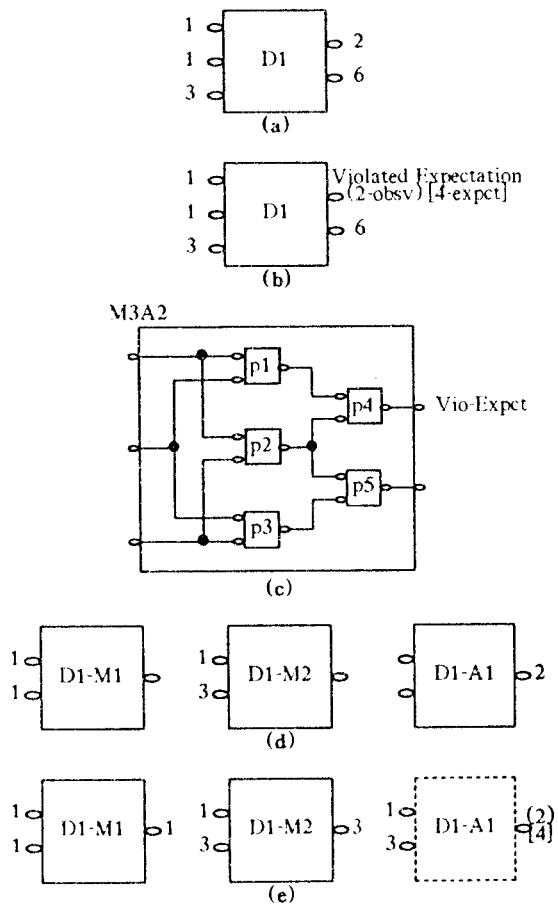 1
1
3
D1
2
6
(a)
1
1
3
D1
Violated Expectation
(2-obsv) [4-expct]
6
(b)
M3A2
p1
p2
p3
p4
p5
Vio-Expct
(c)
1
1
D1-M1
1
3
D1-M2
D1-A1
2
(d)
1
1
D1-M1
1
1
3
D1-M2
3
1
3
D1-A1
(2)
[4]
(e)